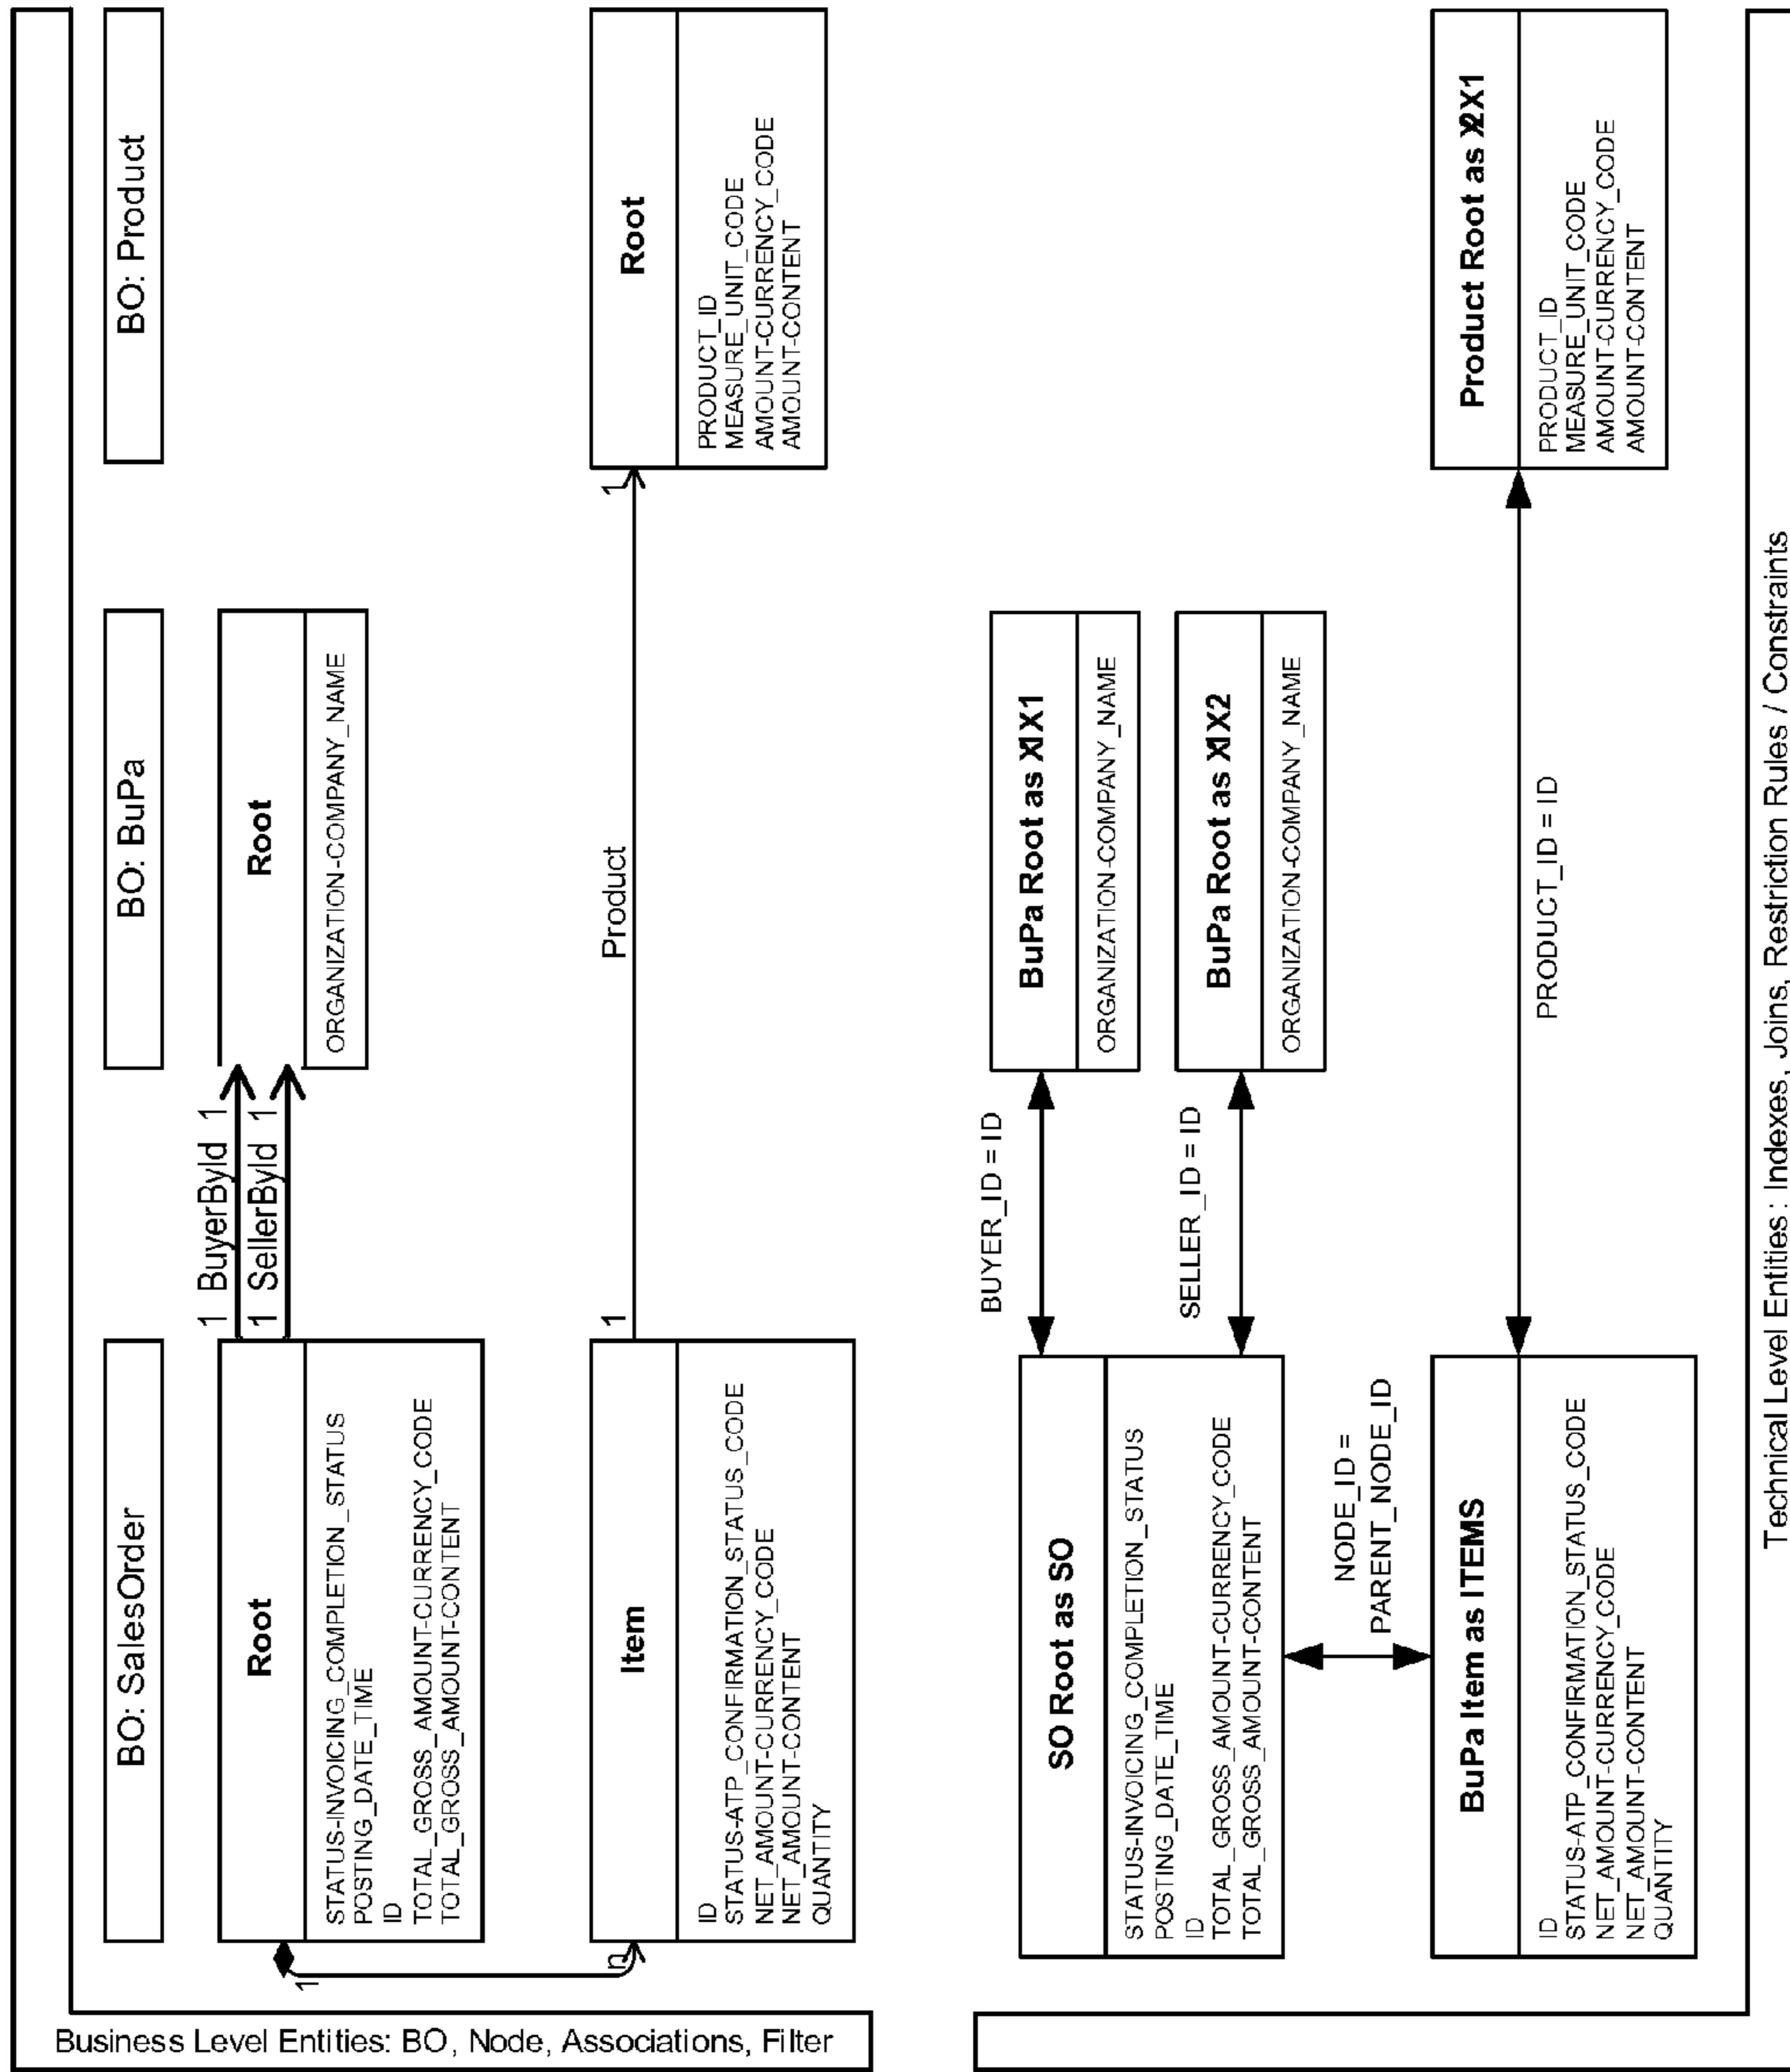 Business Level Entities: BO, Node, Associations, Filter
BO: SalesOrder
BO: BuPa
BO: Product
Root
STATUS-INVOICING_COMPLETION_STATUS
POSTING_DATE_TIME
ID
TOTAL_GROSS_AMOUNT-CURRENCY_CODE
TOTAL_GROSS_AMOUNT-CONTENT
1 BuyerById 1
1 SellerById 1
Root
ORGANIZATION-COMPANY_NAME
1
n
Item
ID
STATUS-ATP_CONFIRMATION_STATUS_CODE
NET_AMOUNT-CURRENCY_CODE
NET_AMOUNT-CONTENT
QUANTITY
1
Product
1
Root
PRODUCT_ID
MEASURE_UNIT_CODE
AMOUNT-CURRENCY_CODE
AMOUNT-CONTENT
SO Root as SO
STATUS-INVOICING_COMPLETION_STATUS
POSTING_DATE_TIME
ID
TOTAL_GROSS_AMOUNT-CURRENCY_CODE
TOTAL_GROSS_AMOUNT-CONTENT
BUYER_ID = ID
BuPa Root as X1X1
ORGANIZATION-COMPANY_NAME
SELLER_ID = ID
BuPa Root as X1X2
ORGANIZATION-COMPANY_NAME
NODE_ID =
PARENT_NODE_ID
BuPa Item as ITEMS
ID
STATUS-ATP_CONFIRMATION_STATUS_CODE
NET_AMOUNT-CURRENCY_CODE
NET_AMOUNT-CONTENT
QUANTITY
PRODUCT_ID = ID
Product Root as X2X1
PRODUCT_ID
MEASURE_UNIT_CODE
AMOUNT-CURRENCY_CODE
AMOUNT-CONTENT
Technical Level Entities: Indexes, Joins, Restriction Rules / Constraints